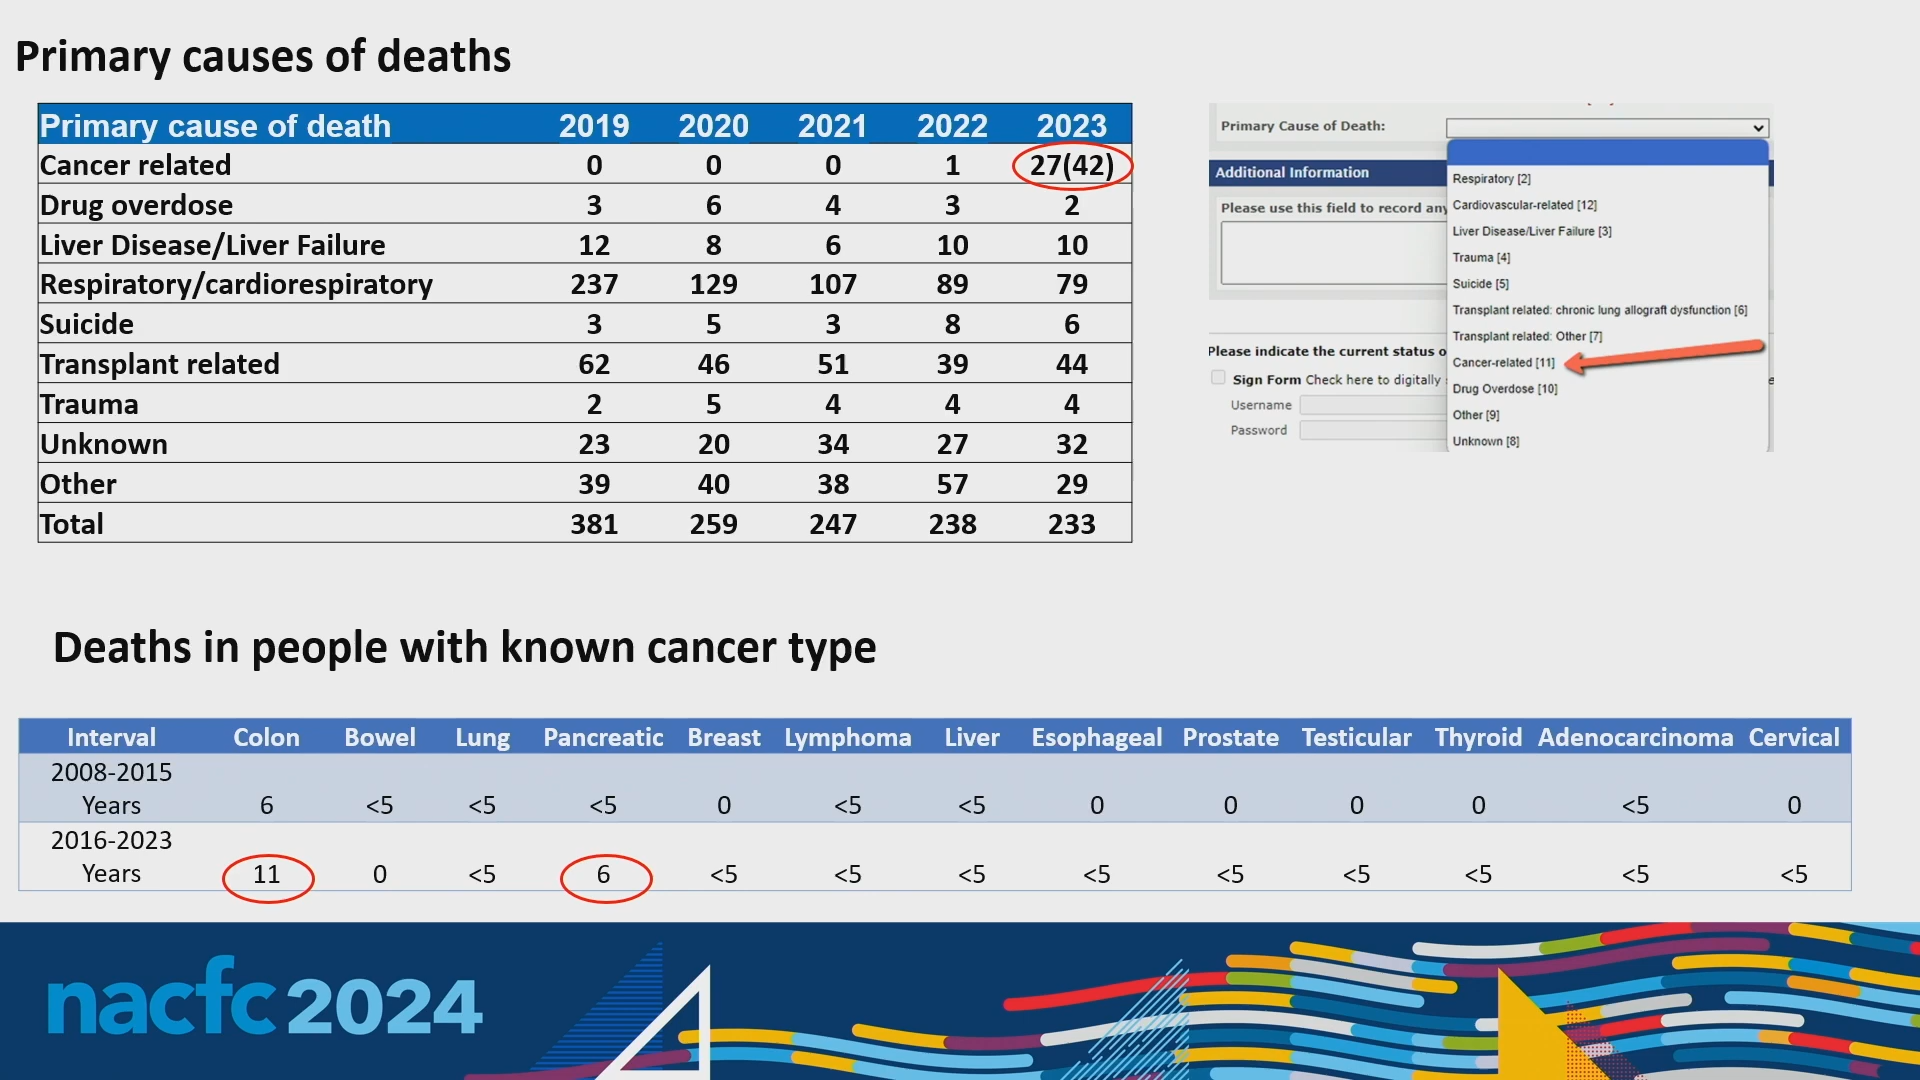 Primary causes of deaths
Primary cause of death 2019 2020 2021 2022 2023
Cancer related 0 0 0 1 27(42)
Drug overdose 3 6 4 3 2
Liver Disease/Liver Failure 12 8 6 10 10
Respiratory/cardiorespiratory 237 129 107 89 79
Suicide 3 5 3 8 6
Transplant related 62 46 51 39 44
Trauma 2 5 4 4 4
Unknown 23 20 34 27 32
Other 39 40 38 57 29
Total 381 259 247 238 233
Primary Cause of Death:
Additional Information
Please use this field to record any
Please indicate the current status o
Sign Form Check here to digitally
Username
Password
Respiratory [2]
Cardiovascular-related [12]
Liver Disease/Liver Failure [3]
Trauma [4]
Suicide [5]
Transplant related: chronic lung allograft dysfunction [6]
Transplant related: Other [7]
Cancer-related [11]
Drug Overdose [10]
Other [9]
Unknown [8]
Deaths in people with known cancer type
Interval Colon Bowel Lung Pancreatic Breast Lymphoma Liver Esophageal Prostate Testicular Thyroid Adenocarcinoma Cervical
2008-2015
Years 6 <5 <5 <5 0 <5 <5 0 0 0 0 <5 0
2016-2023
Years 11 0 <5 6 <5 <5 <5 <5 <5 <5 <5 <5 <5
nacfc 2024